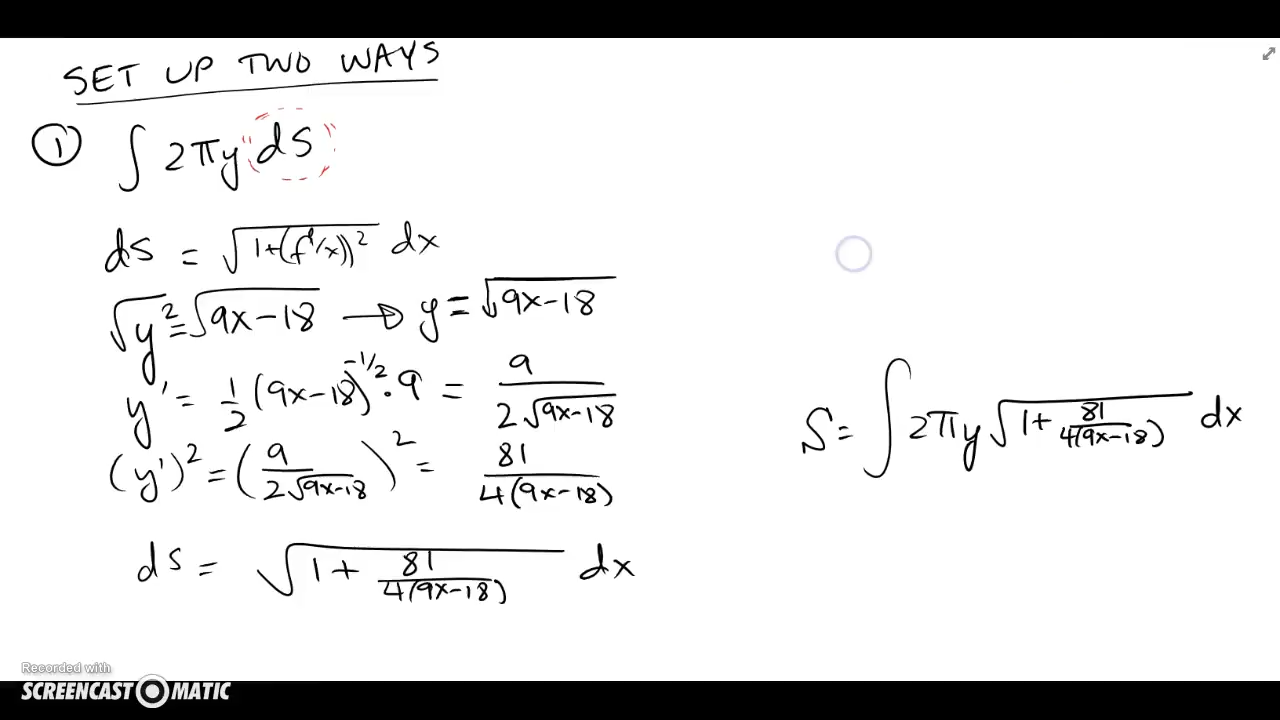 SET UP TWO WAYS
① ∫ 2πy "dS"
dS = √(1+(f'(x))²) dx
√y² = √(9x-18) → y = √(9x-18)
y' = 1/2 (9x-18)^(-1/2) · 9 = 9/(2√(9x-18))
(y')² = (9/(2√(9x-18)))² = 81/(4(9x-18))
dS = √(1 + 81/(4(9x-18))) dx
S = ∫ 2πy √(1 + 81/(4(9x-18))) dx
Recorded with
SCREENCAST O MATIC